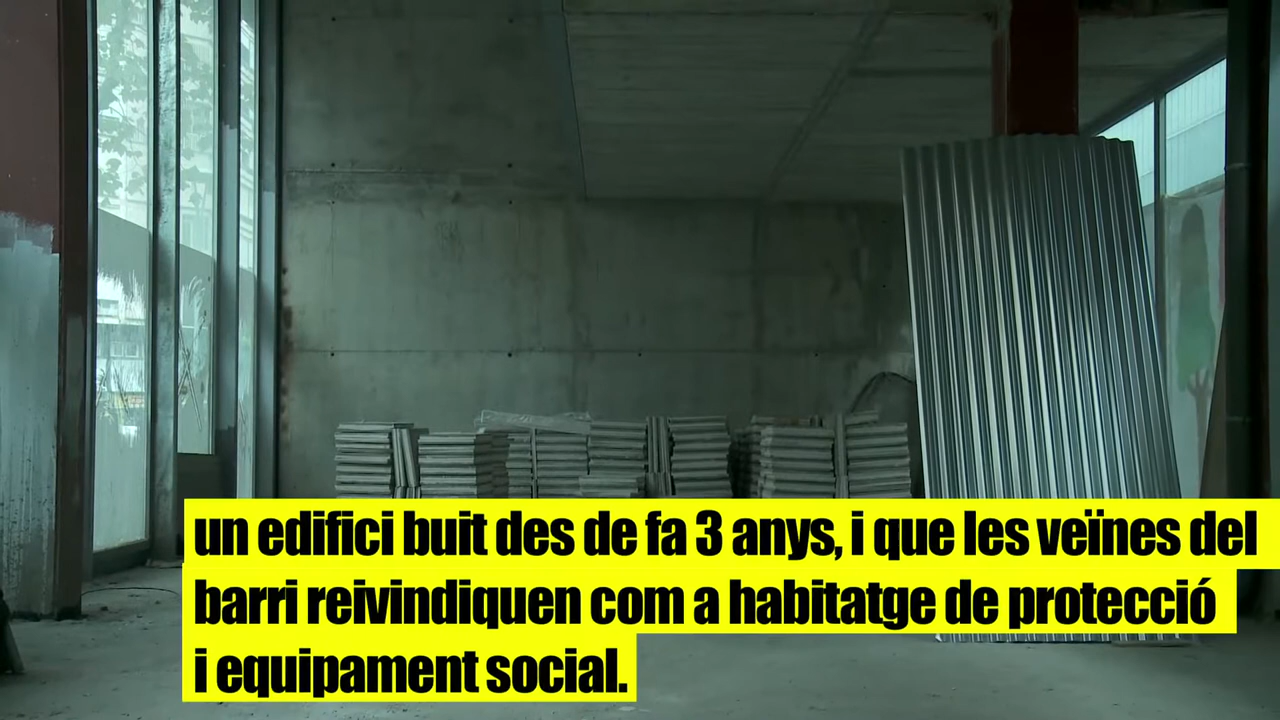 un edifici buit des de fa 3 anys, i que les veïnes del
barri reivindiquen com a habitatge de protecció
i equipament social.